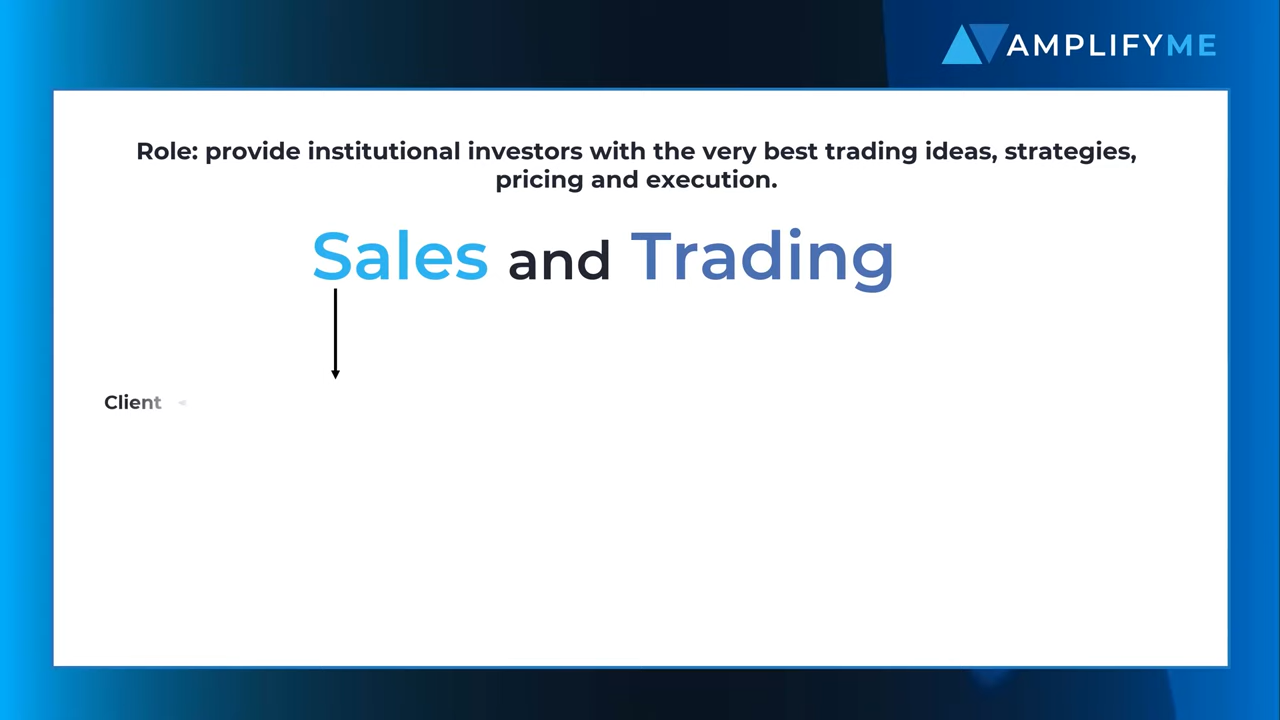 AMPLIFYME
Role: provide institutional investors with the very best trading ideas, strategies,
pricing and execution.
Sales and Trading
Client